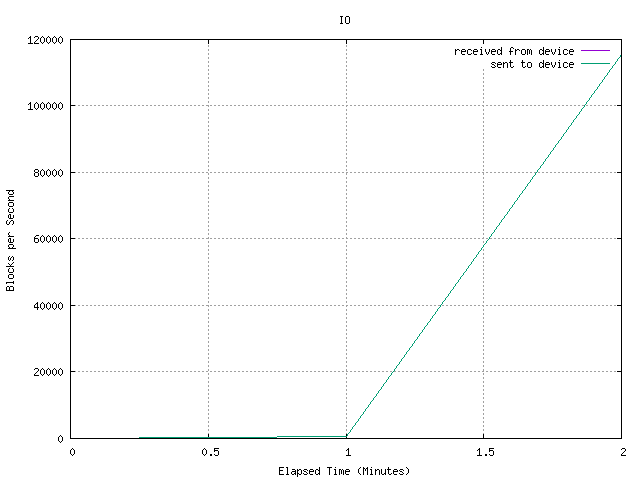 IO
120000
100000
80000
60000
40000
20000
0
received from device
sent to device
Blocks per Second
0 0.5 1 1.5 2
Elapsed Time (Minutes)